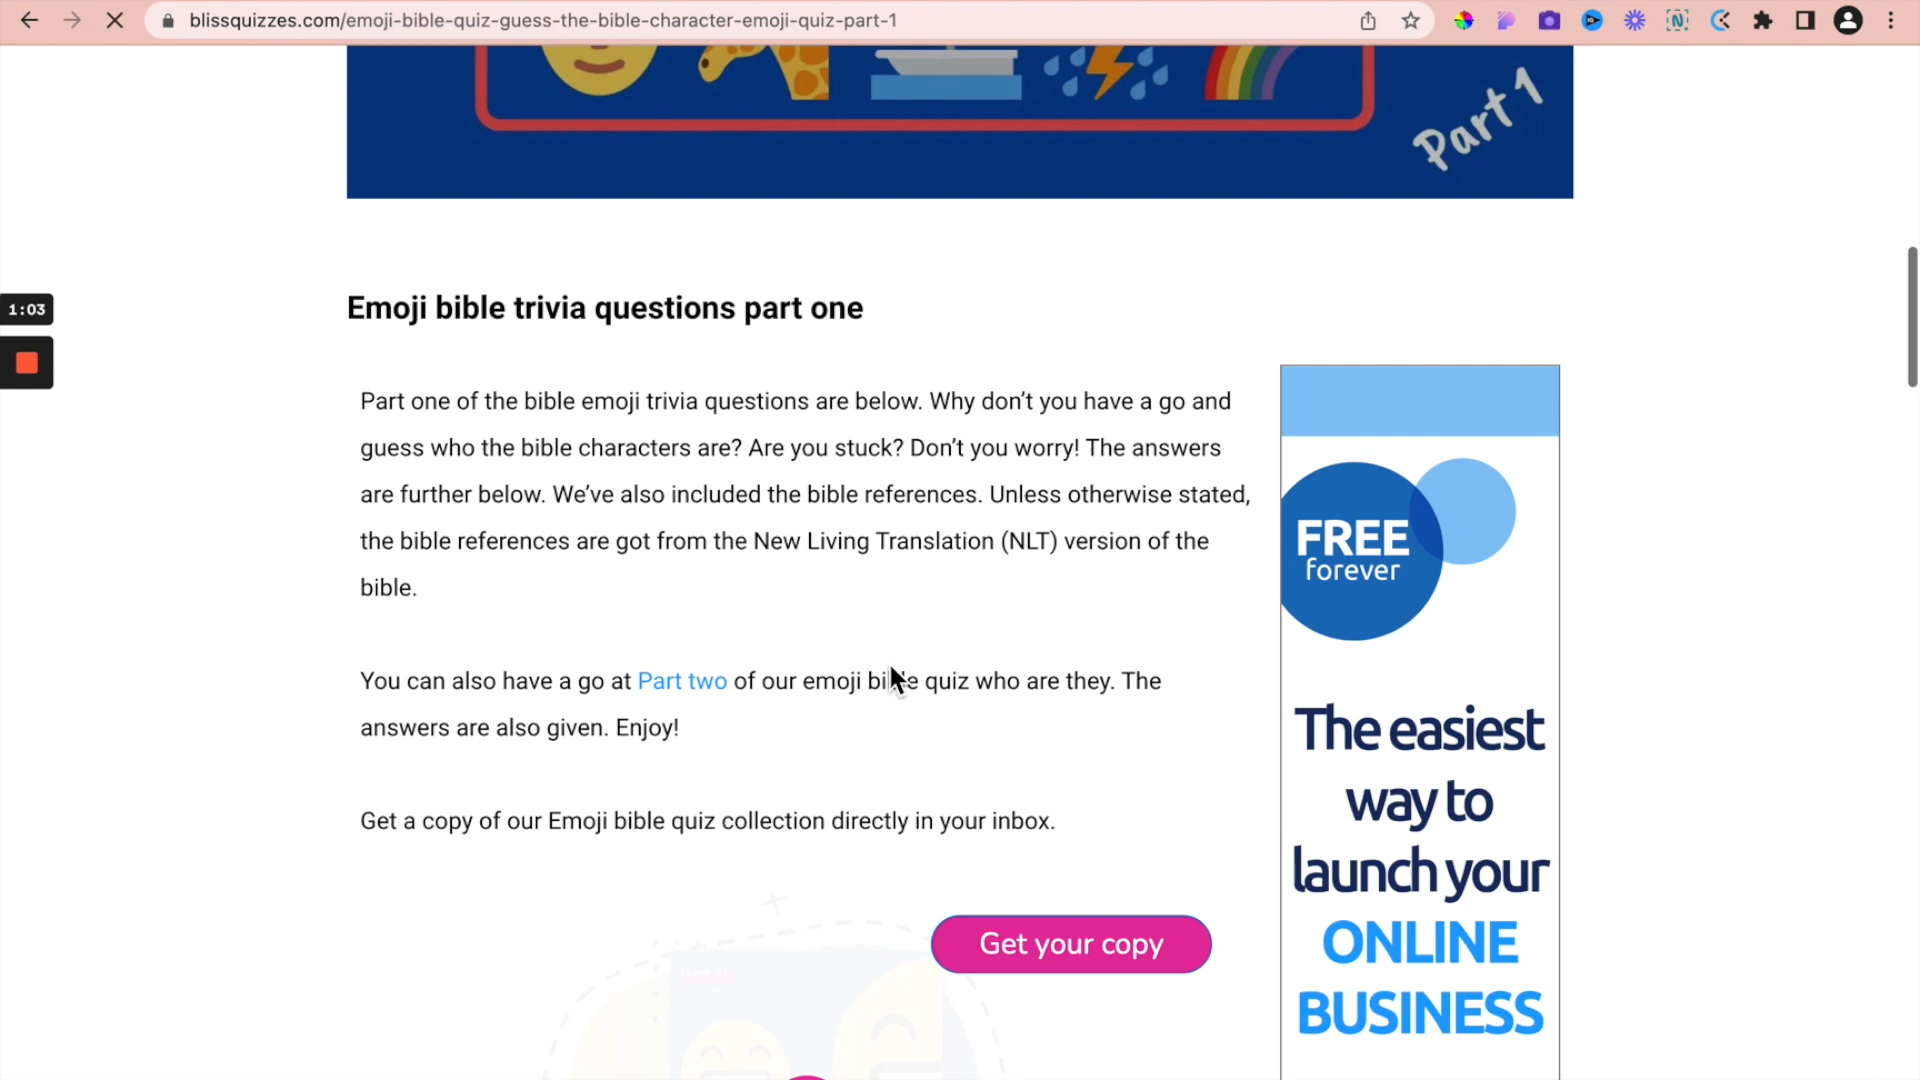 blissquizzes.com/emoji-bible-quiz-guess-the-bible-character-emoji-quiz-part-1
Part 1
1:03
Emoji bible trivia questions part one
Part one of the bible emoji trivia questions are below. Why don’t you have a go and
guess who the bible characters are? Are you stuck? Don’t you worry! The answers
are further below. We’ve also included the bible references. Unless otherwise stated,
the bible references are got from the New Living Translation (NLT) version of the
bible.
You can also have a go at Part two of our emoji bible quiz who are they. The
answers are also given. Enjoy!
Get a copy of our Emoji bible quiz collection directly in your inbox.
Get your copy
FREE
forever
The easiest
way to
launch your
ONLINE
BUSINESS